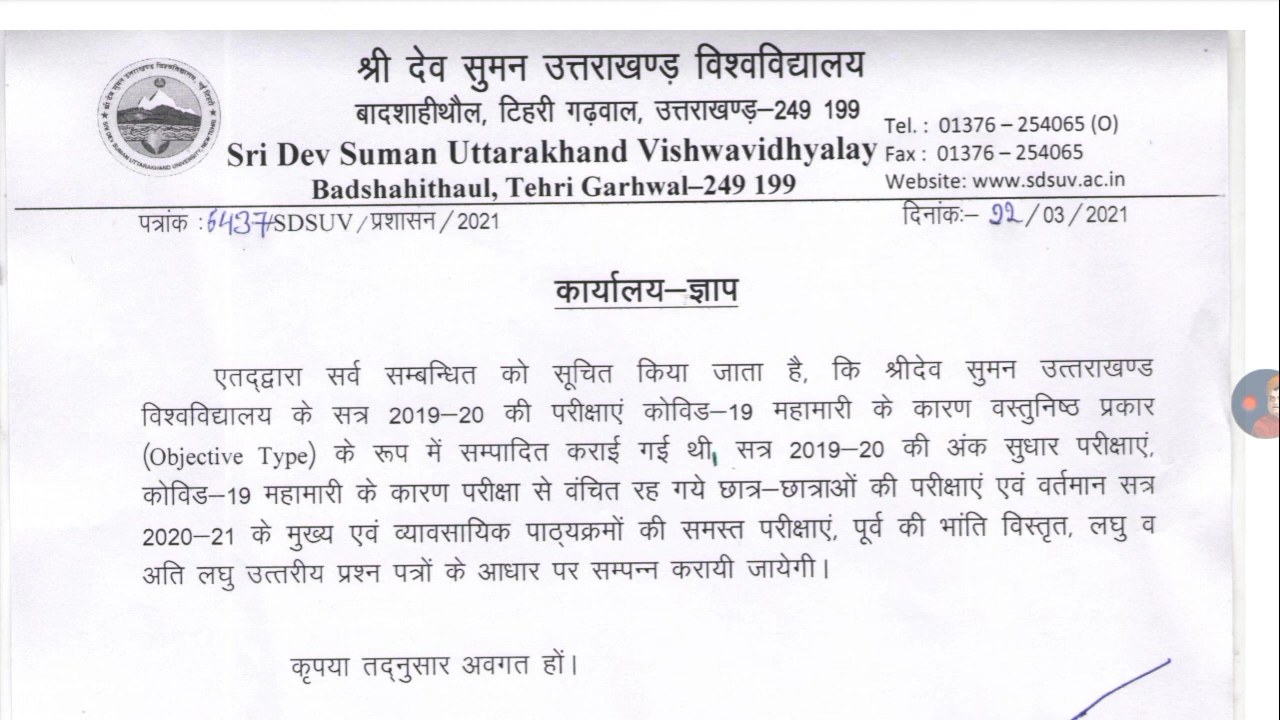 श्री देव सुमन उत्तराखण्ड़ विश्वविद्यालय
बादशाहीथौल, टिहरी गढ़वाल, उत्तराखण्ड़–249 199
Sri Dev Suman Uttarakhand Vishwavidhyalay
Badshahithaul, Tehri Garhwal–249 199
Tel. : 01376 – 254065 (O)
Fax : 01376 – 254065
Website: www.sdsuv.ac.in
पत्रांक :6437/SDSUV/प्रशासन/2021
दिनांकः– 22/03/2021
कार्यालय–ज्ञाप
एतद्द्वारा सर्व सम्बन्धित को सूचित किया जाता है, कि श्रीदेव सुमन उत्तराखण्ड
विश्वविद्यालय के सत्र 2019–20 की परीक्षाएं कोविड–19 महामारी के कारण वस्तुनिष्ठ प्रकार
(Objective Type) के रूप में सम्पादित कराई गई थी, सत्र 2019–20 की अंक सुधार परीक्षाएं,
कोविड–19 महामारी के कारण परीक्षा से वंचित रह गये छात्र–छात्राओं की परीक्षाएं एवं वर्तमान सत्र
2020–21 के मुख्य एवं व्यावसायिक पाठ्यक्रमों की समस्त परीक्षाएं, पूर्व की भांति विस्तृत, लघु व
अति लघु उत्तरीय प्रश्न पत्रों के आधार पर सम्पन्न करायी जायेगी।
कृपया तद्नुसार अवगत हों।